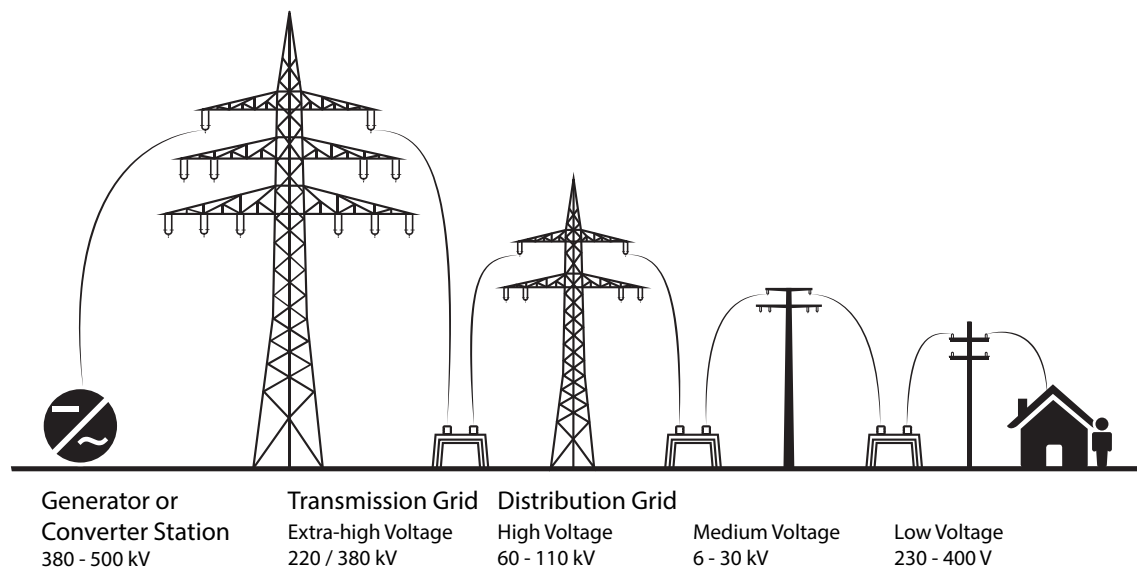 Generator or
Converter Station
380 - 500 kV
Transmission Grid
Extra-high Voltage
220 / 380 kV
Distribution Grid
High Voltage
60 - 110 kV
Medium Voltage
6 - 30 kV
Low Voltage
230 - 400 V